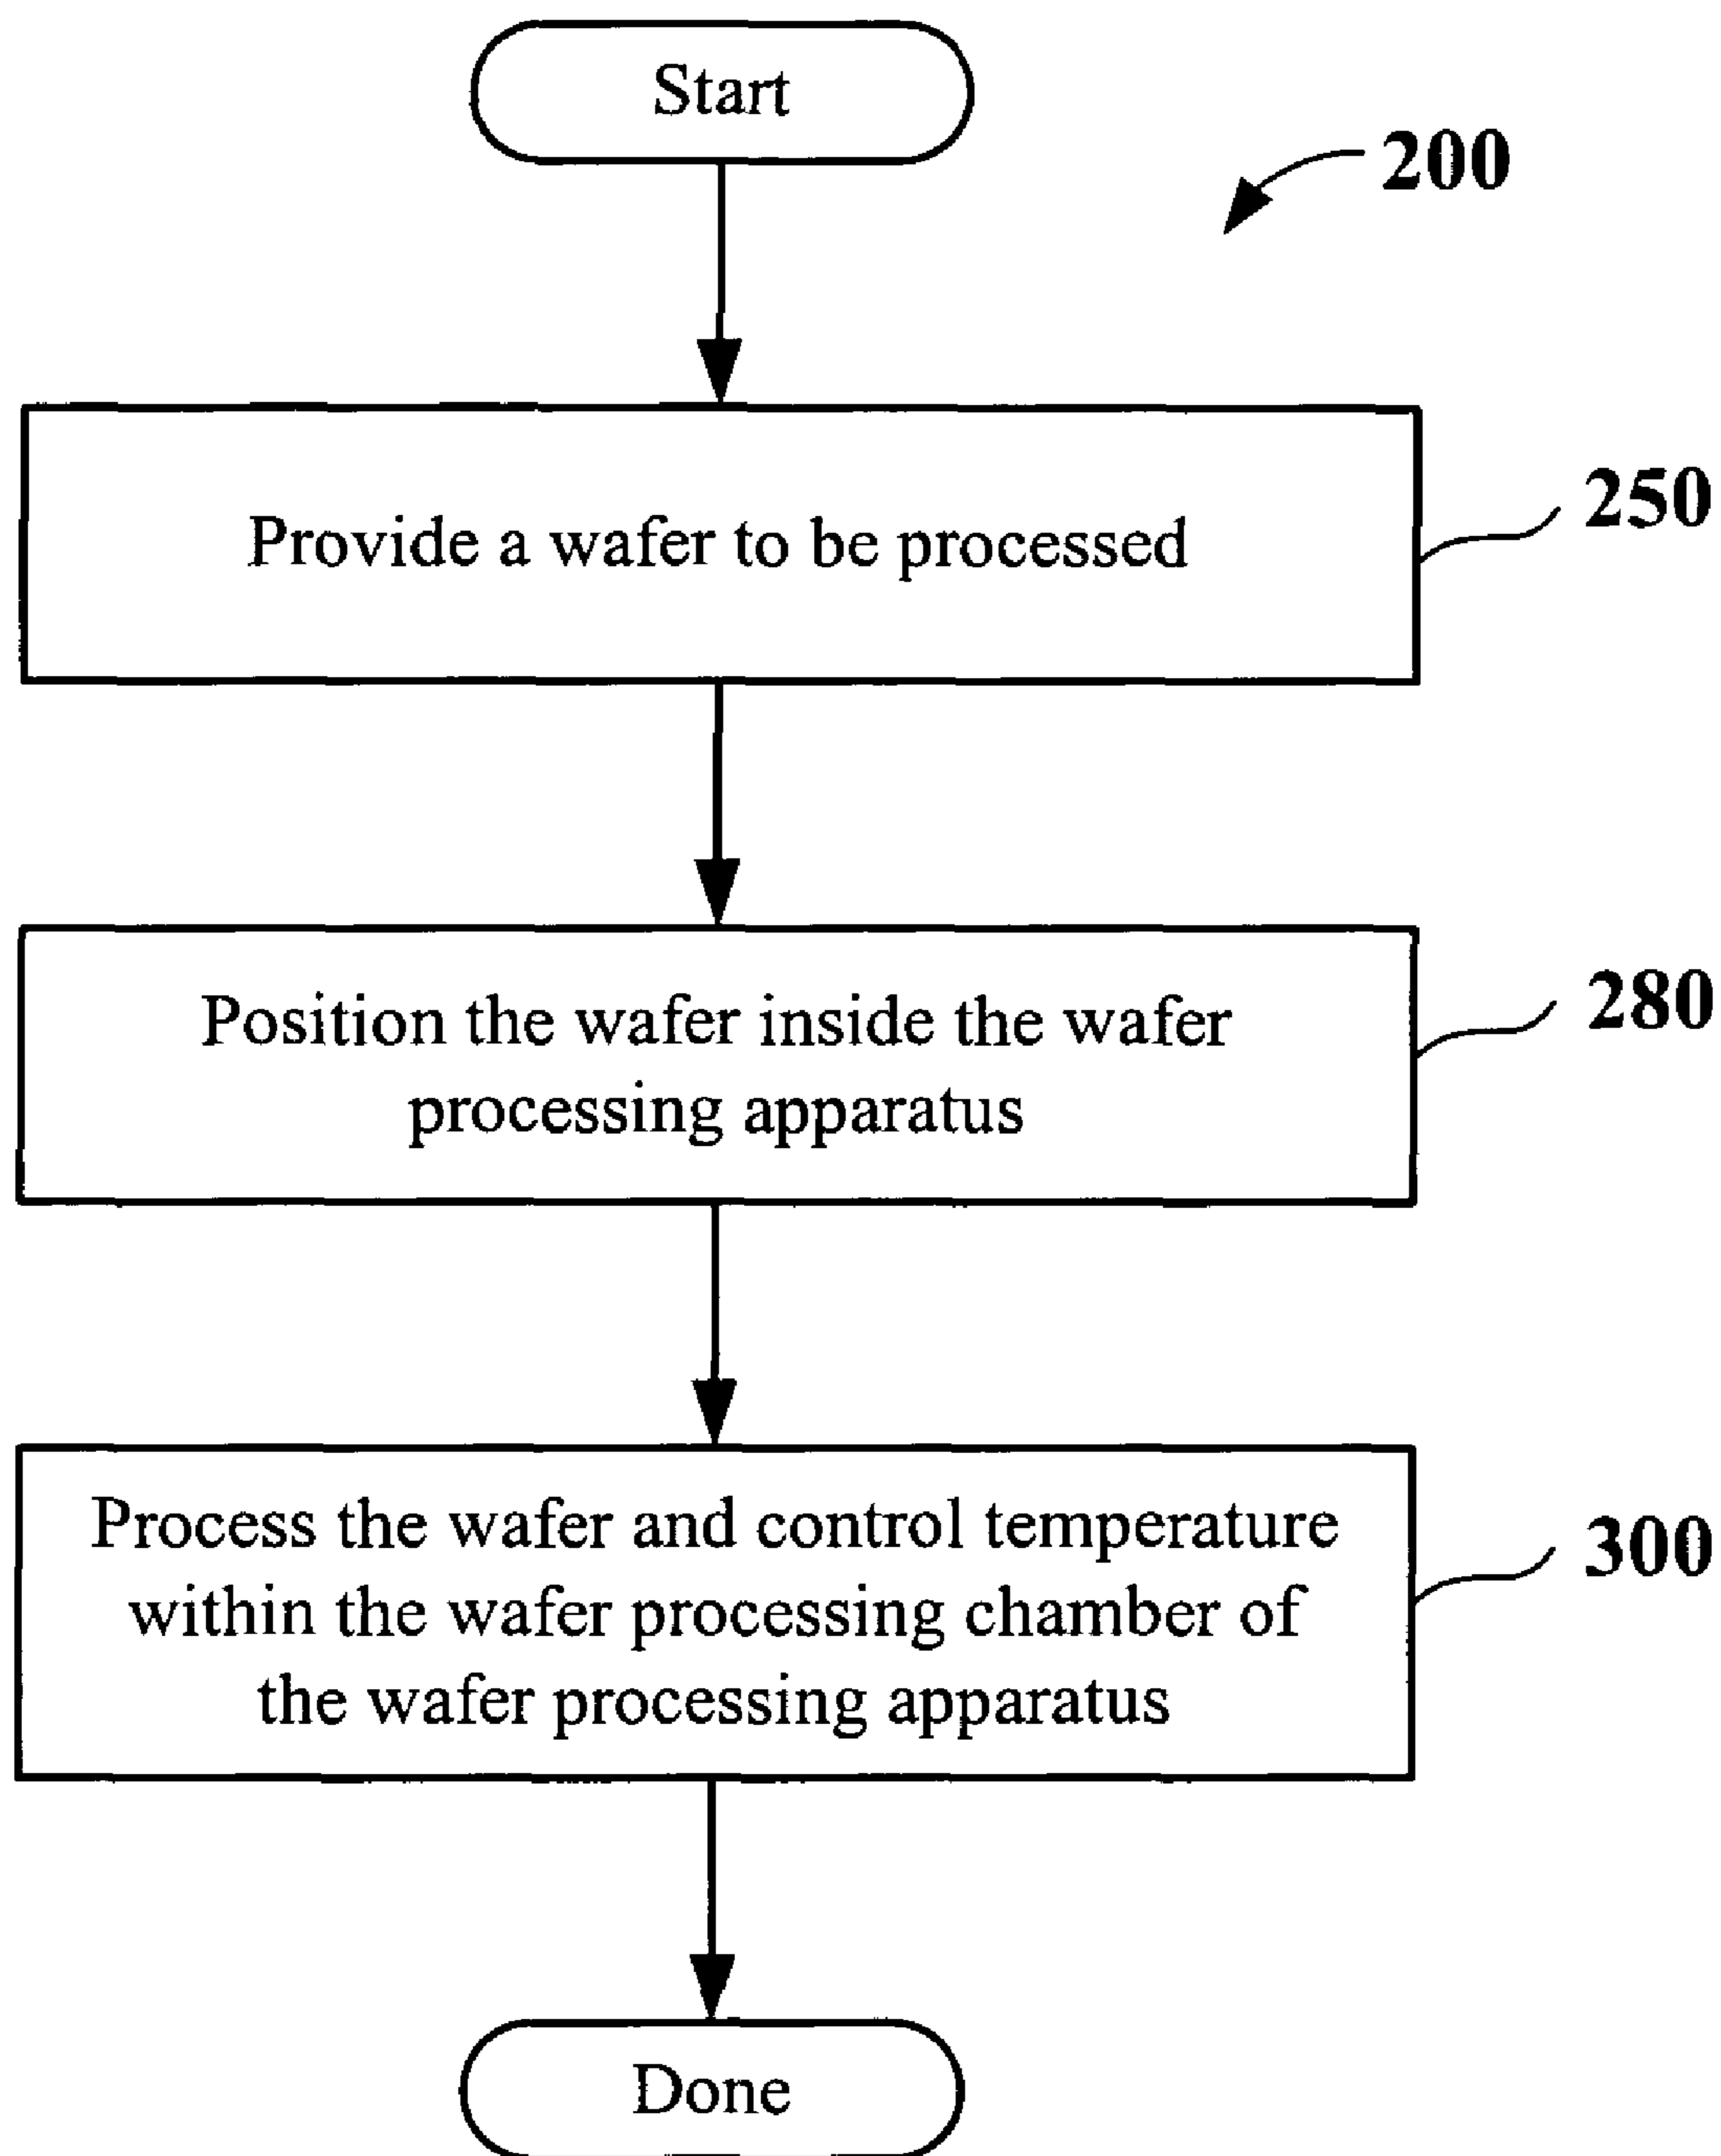 Start
200
Provide a wafer to be processed
250
Position the wafer inside the wafer
processing apparatus
280
Process the wafer and control temperature
within the wafer processing chamber of
the wafer processing apparatus
300
Done